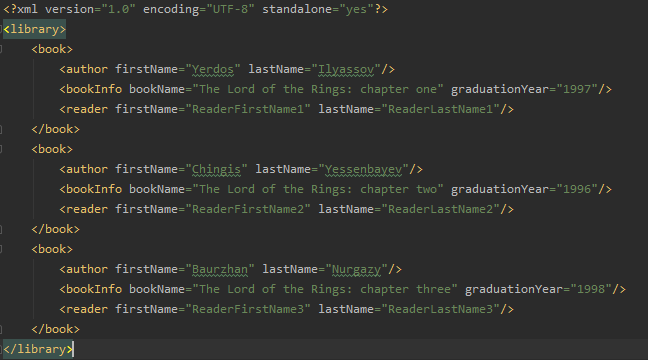 <?xml version="1.0" encoding="UTF-8" standalone="yes"?>
<library>
    <book>
        <author firstName="Yerdos" lastName="Ilyassov"/>
        <bookInfo bookName="The Lord of the Rings: chapter one" graduationYear="1997"/>
        <reader firstName="ReaderFirstName1" lastName="ReaderLastName1"/>
    </book>
    <book>
        <author firstName="Chingis" lastName="Yessenbayev"/>
        <bookInfo bookName="The Lord of the Rings: chapter two" graduationYear="1996"/>
        <reader firstName="ReaderFirstName2" lastName="ReaderLastName2"/>
    </book>
    <book>
        <author firstName="Baurzhan" lastName="Nurgazy"/>
        <bookInfo bookName="The Lord of the Rings: chapter three" graduationYear="1998"/>
        <reader firstName="ReaderFirstName3" lastName="ReaderLastName3"/>
    </book>
</library>